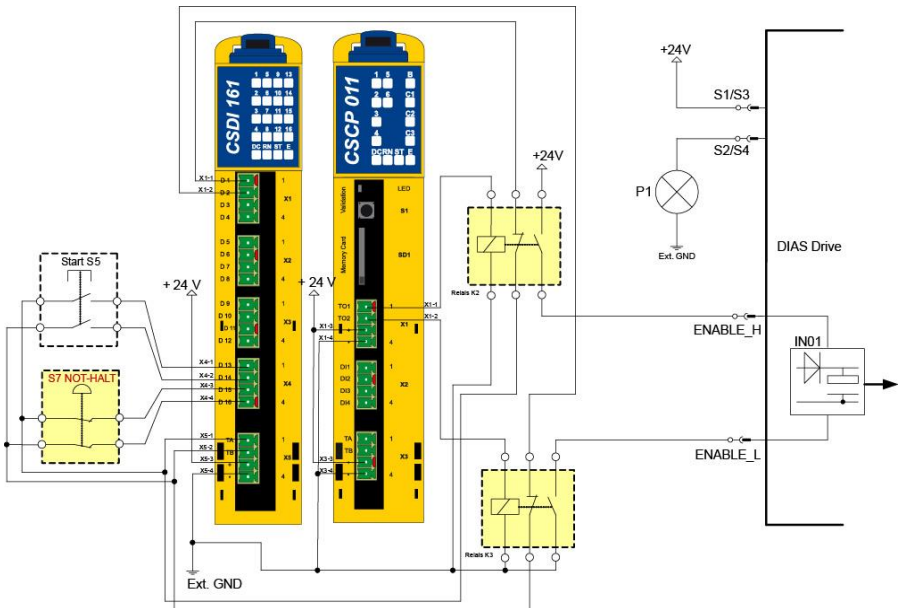 CSDI 161
1 5 9 13
2 6 10 14
3 7 11 15
4 8 12 16
DC RN ST E
X1-1 D 1 1
X1-2 D 2 X1
D 3
D 4 4
D 5 1
D 6 X2
D 7
D 8 4
D 9 1
D 10
D 11 X3
D 12 4
X4-1 D 13 1
X4-2 D 14
X4-3 D 15 X4
X4-4 D 16 4
X5-1 TA 1
X5-2 TB
X5-3 + X5
X5-4 - 4
CSCP 011
1 5 B
2 6 C1
3 C2
4 C3
DC RN ST E
LED
Validation
S1
Memory Card
SD1
TO1 1 X1-1
TO2 X1-2
X1-3 + X1
X1-4 - 4
DI1 1
DI2 X2
DI3
DI4 4
TA 1
TB
X3-3 + X3
X3-4 - 4
Start S5
S7 NOT-HALT
+ 24 V
+ 24 V
Ext. GND
+24V
Relais K2
Relais K3
+24V
S1/S3
S2/S4
P1
Ext. GND
DIAS Drive
ENABLE_H
IN01
ENABLE_L